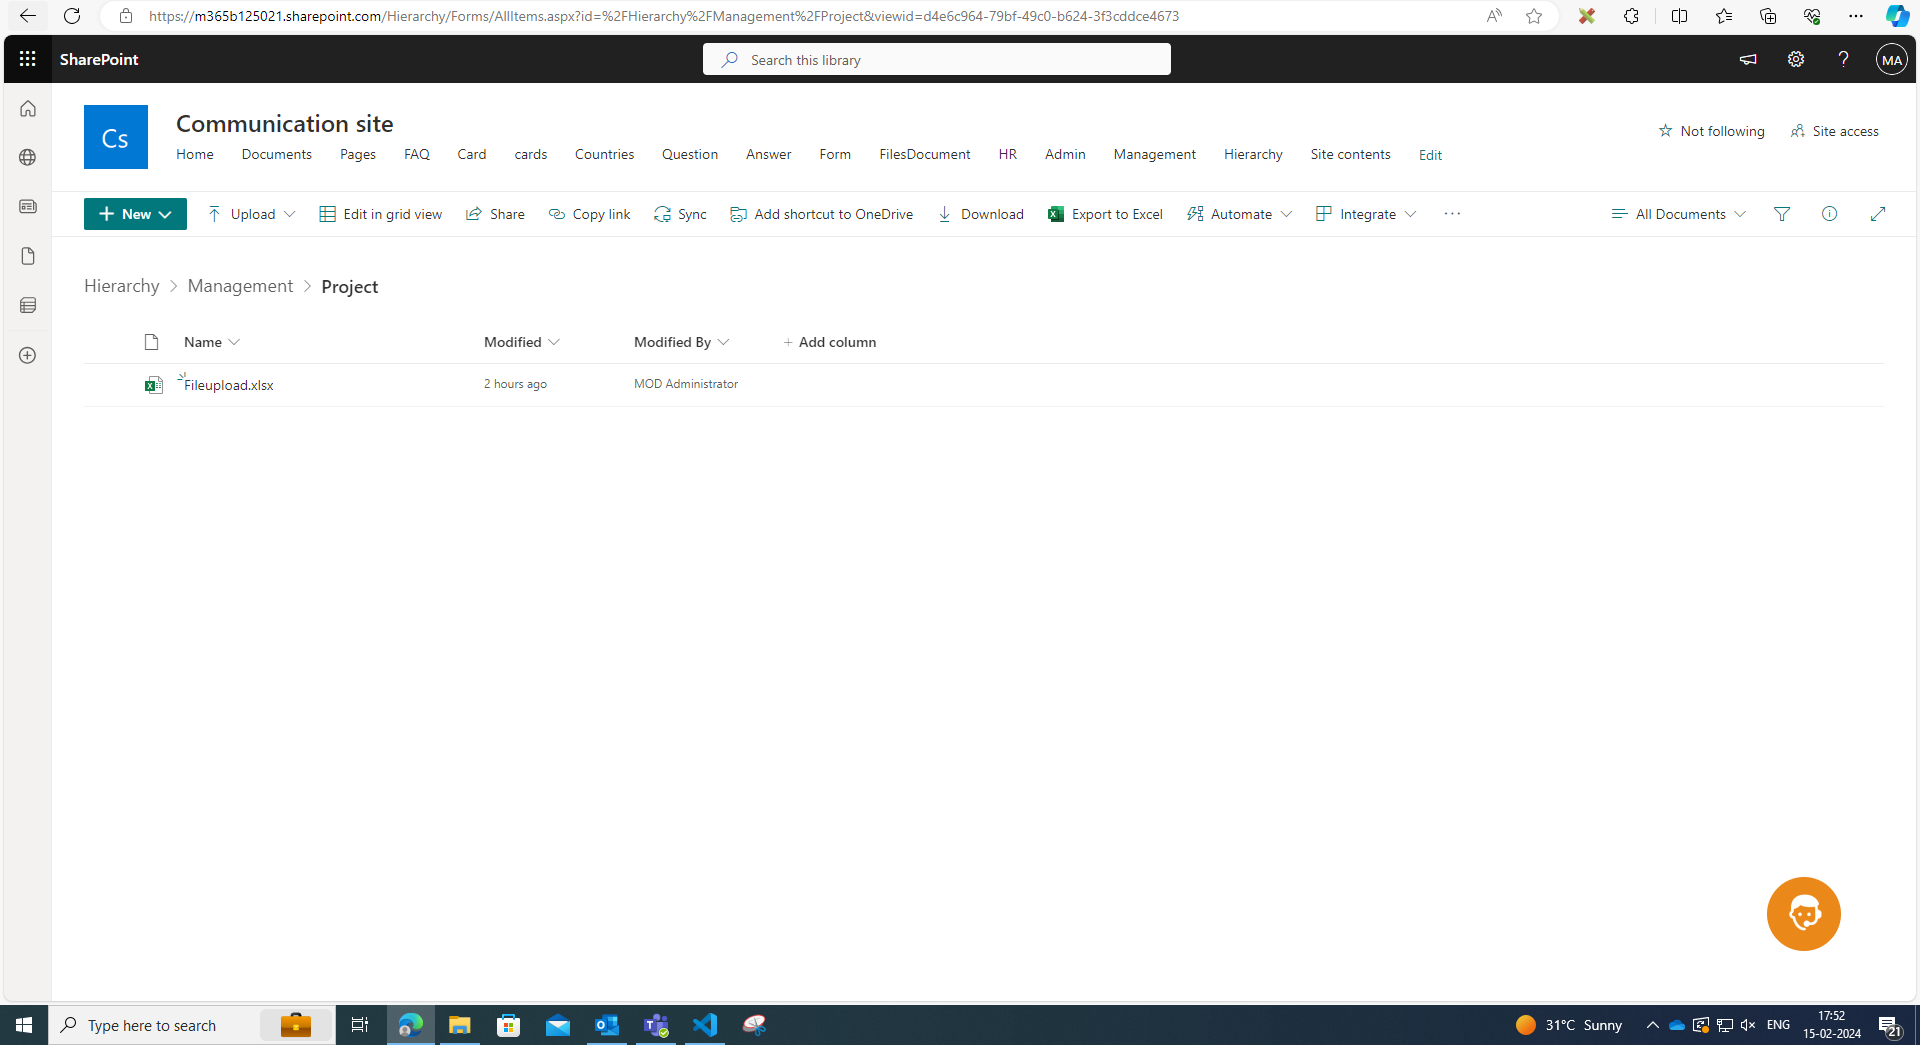 https://m365b125021.sharepoint.com/Hierarchy/Forms/AllItems.aspx?id=%2FHierarchy%2FManagement%2FProject&viewid=d4e6c964-79bf-49c0-b624-3f3cddce4673
SharePoint
Search this library
MA
Cs
Communication site
Not following
Site access
Home Documents Pages FAQ Card cards Countries Question Answer Form FilesDocument HR Admin Management Hierarchy Site contents Edit
New Upload Edit in grid view Share Copy link Sync Add shortcut to OneDrive Download Export to Excel Automate Integrate ... All Documents
Hierarchy > Management > Project
Name Modified Modified By + Add column
Fileupload.xlsx 2 hours ago MOD Administrator
Type here to search
31°C Sunny
ENG
17:52
15-02-2024
21